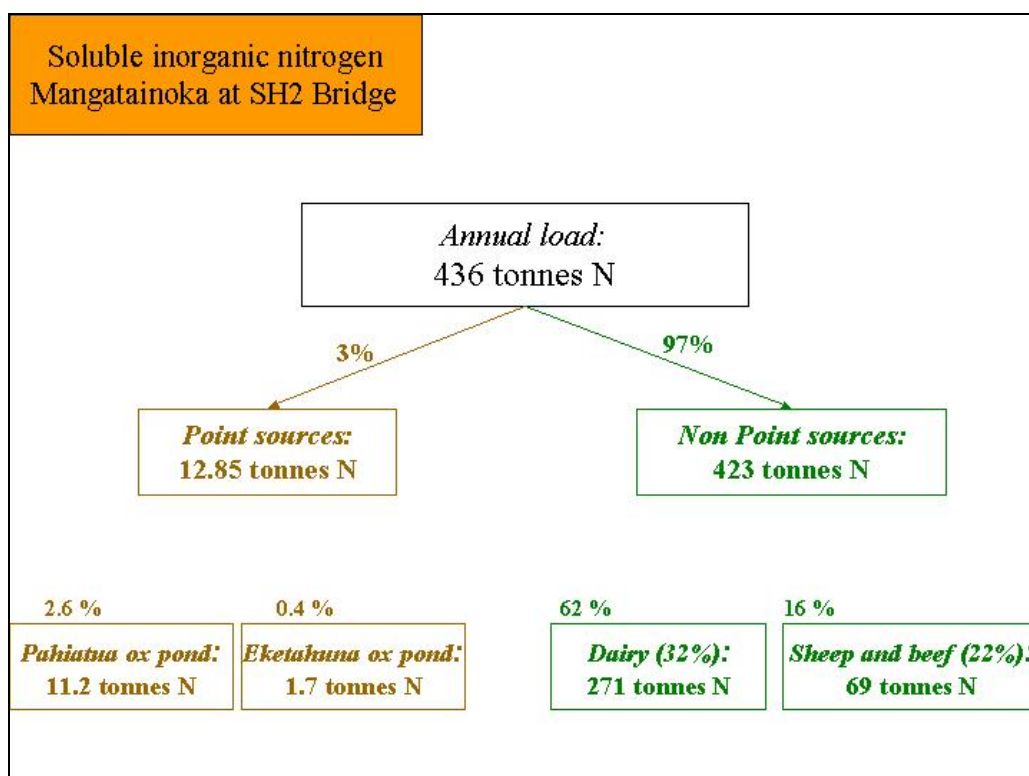 Soluble inorganic nitrogen
Mangatainoka at SH2 Bridge
Annual load:
436 tonnes N
3%
97%
Point sources:
12.85 tonnes N
Non Point sources:
423 tonnes N
2.6 %
0.4 %
62 %
16 %
Pahiatua ox pond:
11.2 tonnes N
Eketahuna ox pond:
1.7 tonnes N
Dairy (32%):
271 tonnes N
Sheep and beef (22%):
69 tonnes N